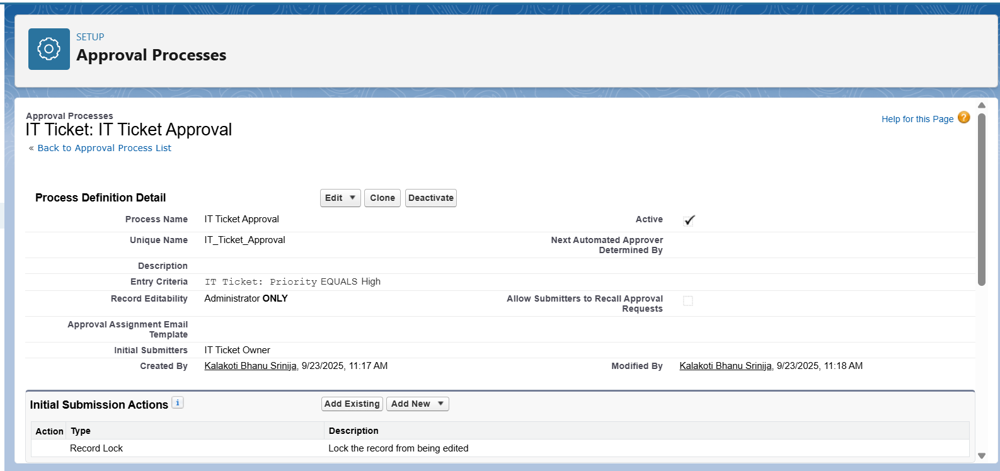 SETUP
Approval Processes
Approval Processes
IT Ticket: IT Ticket Approval
Help for this Page ?
« Back to Approval Process List
Process Definition Detail
Edit ▼ Clone Deactivate
Process Name IT Ticket Approval Active
Unique Name IT_Ticket_Approval Next Automated Approver
Determined By
Description
Entry Criteria IT Ticket: Priority EQUALS High
Record Editability Administrator ONLY Allow Submitters to Recall Approval
Requests
Approval Assignment Email
Template
Initial Submitters IT Ticket Owner
Created By Kalakoti Bhanu Srinija, 9/23/2025, 11:17 AM Modified By Kalakoti Bhanu Srinija, 9/23/2025, 11:18 AM
Initial Submission Actions i Add Existing Add New ▼
Action Type Description
Record Lock Lock the record from being edited